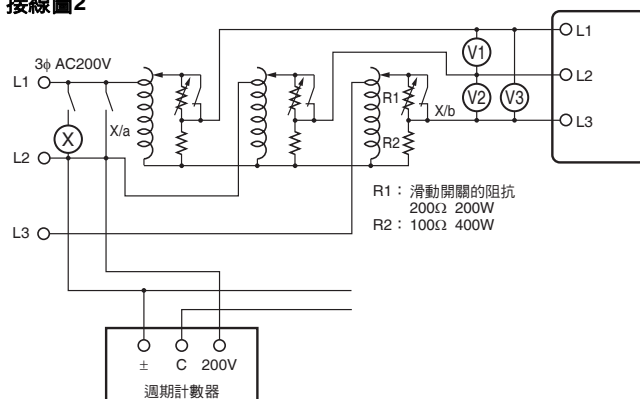 接線圖2
3ϕ AC200V
L1
X
X/a
L2
L3
V1
V2
V3
R1
X/b
R2
L1
L2
L3
R1：滑動開關的阻抗
200Ω 200W
R2：100Ω 400W
± C 200V
週期計數器